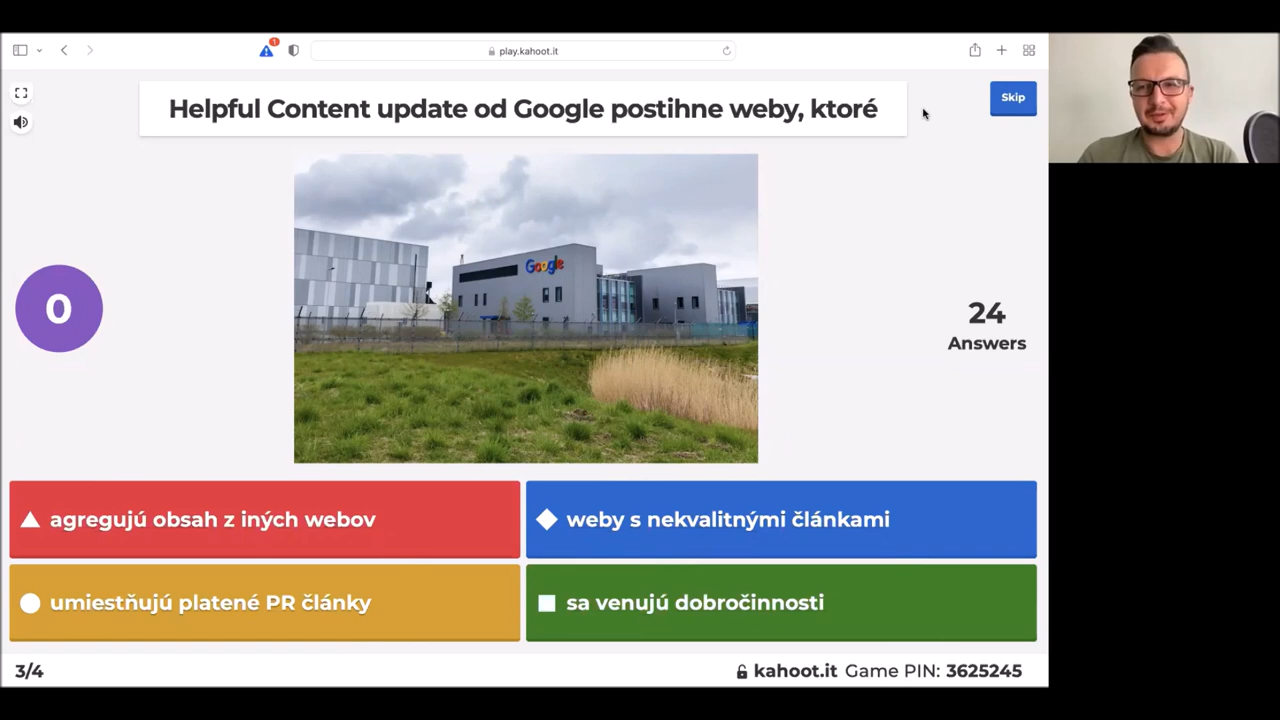 1
play.kahoot.it
Helpful Content update od Google postihne weby, ktoré
Skip
Google
0
24
Answers
agregujú obsah z iných webov
weby s nekvalitnými článkami
umiestňujú platené PR články
sa venujú dobročinnosti
3/4
kahoot.it Game PIN: 3625245